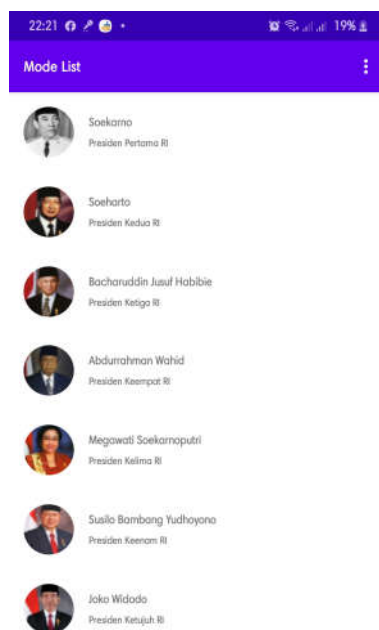 22:21 19%
Mode List
Soekarno
Presiden Pertama RI
Soeharto
Presiden Kedua RI
Bacharuddin Jusuf Habibie
Presiden Ketiga RI
Abdurrahman Wahid
Presiden Keempat RI
Megawati Soekarnoputri
Presiden Kelima RI
Susilo Bambang Yudhoyono
Presiden Keenam RI
Joko Widodo
Presiden Ketujuh RI